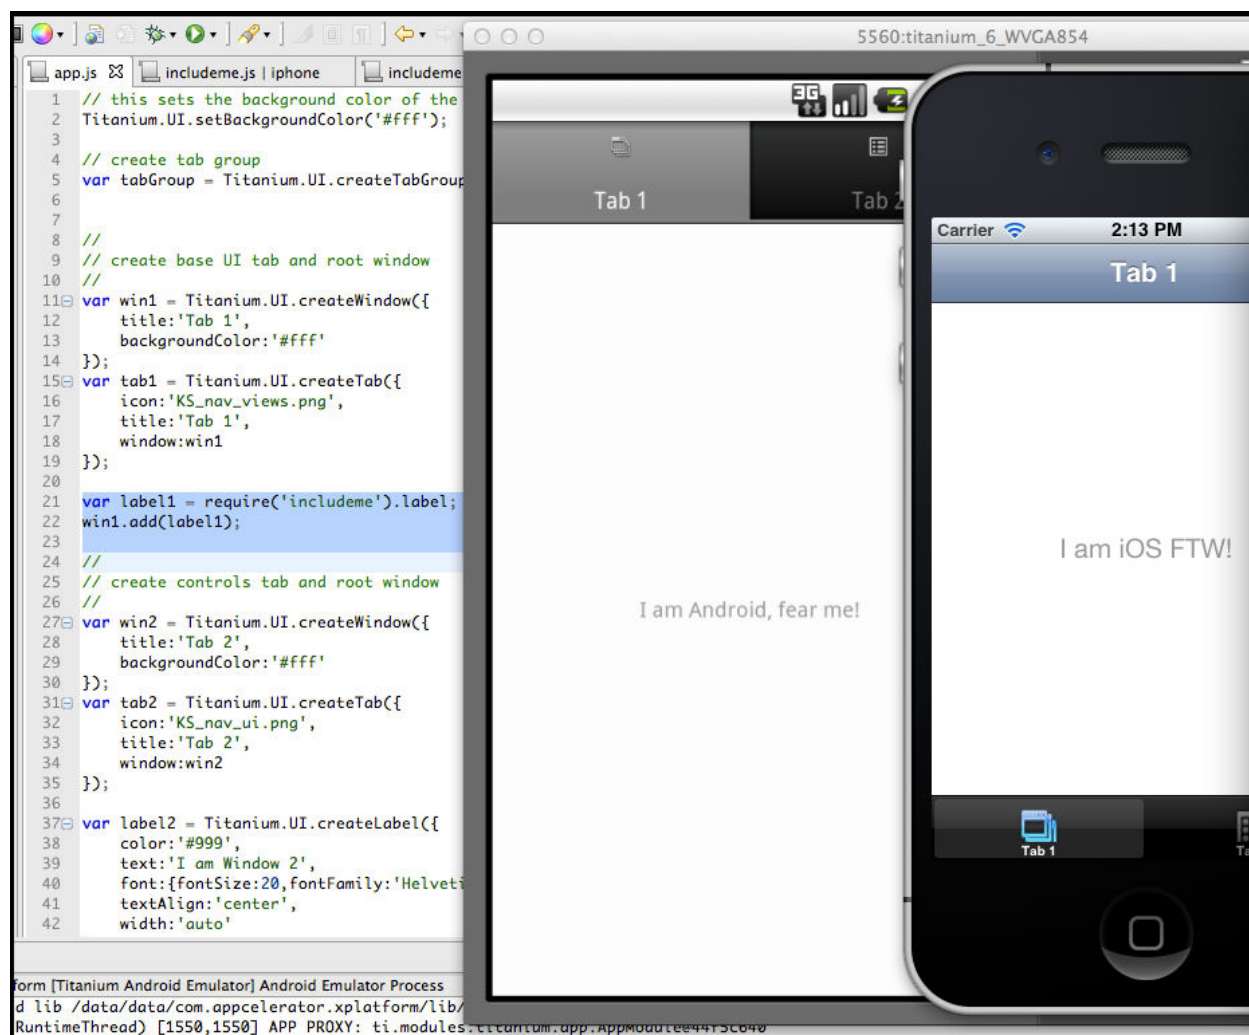 5560:titanium_6_WVGA854
app.js
includeme.js | iphone
includeme
1 // this sets the background color of the
2 Titanium.UI.setBackgroundColor('#fff');
3
4 // create tab group
5 var tabGroup = Titanium.UI.createTabGroup
6
7
8 //
9 // create base UI tab and root window
10 //
11 var win1 = Titanium.UI.createWindow({
12 title:'Tab 1',
13 backgroundColor:'#fff'
14 });
15 var tab1 = Titanium.UI.createTab({
16 icon:'KS_nav_views.png',
17 title:'Tab 1',
18 window:win1
19 });
20
21 var label1 = require('includeme').label;
22 win1.add(label1);
23
24 //
25 // create controls tab and root window
26 //
27 var win2 = Titanium.UI.createWindow({
28 title:'Tab 2',
29 backgroundColor:'#fff'
30 });
31 var tab2 = Titanium.UI.createTab({
32 icon:'KS_nav_ui.png',
33 title:'Tab 2',
34 window:win2
35 });
36
37 var label2 = Titanium.UI.createLabel({
38 color:'#999',
39 text:'I am Window 2',
40 font:{fontSize:20,fontFamily:'Helveti
41 textAlign:'center',
42 width:'auto'
form [Titanium Android Emulator] Android Emulator Process
d lib /data/data/com.appcelerator.xplatform/lib/
RuntimeThread) [1550,1550] APP PROXY: ti.modules.titanium.app.AppModule@44f5c640
3G
Tab 1
Tab 2
I am Android, fear me!
Carrier
2:13 PM
Tab 1
I am iOS FTW!
Tab 1
Ta